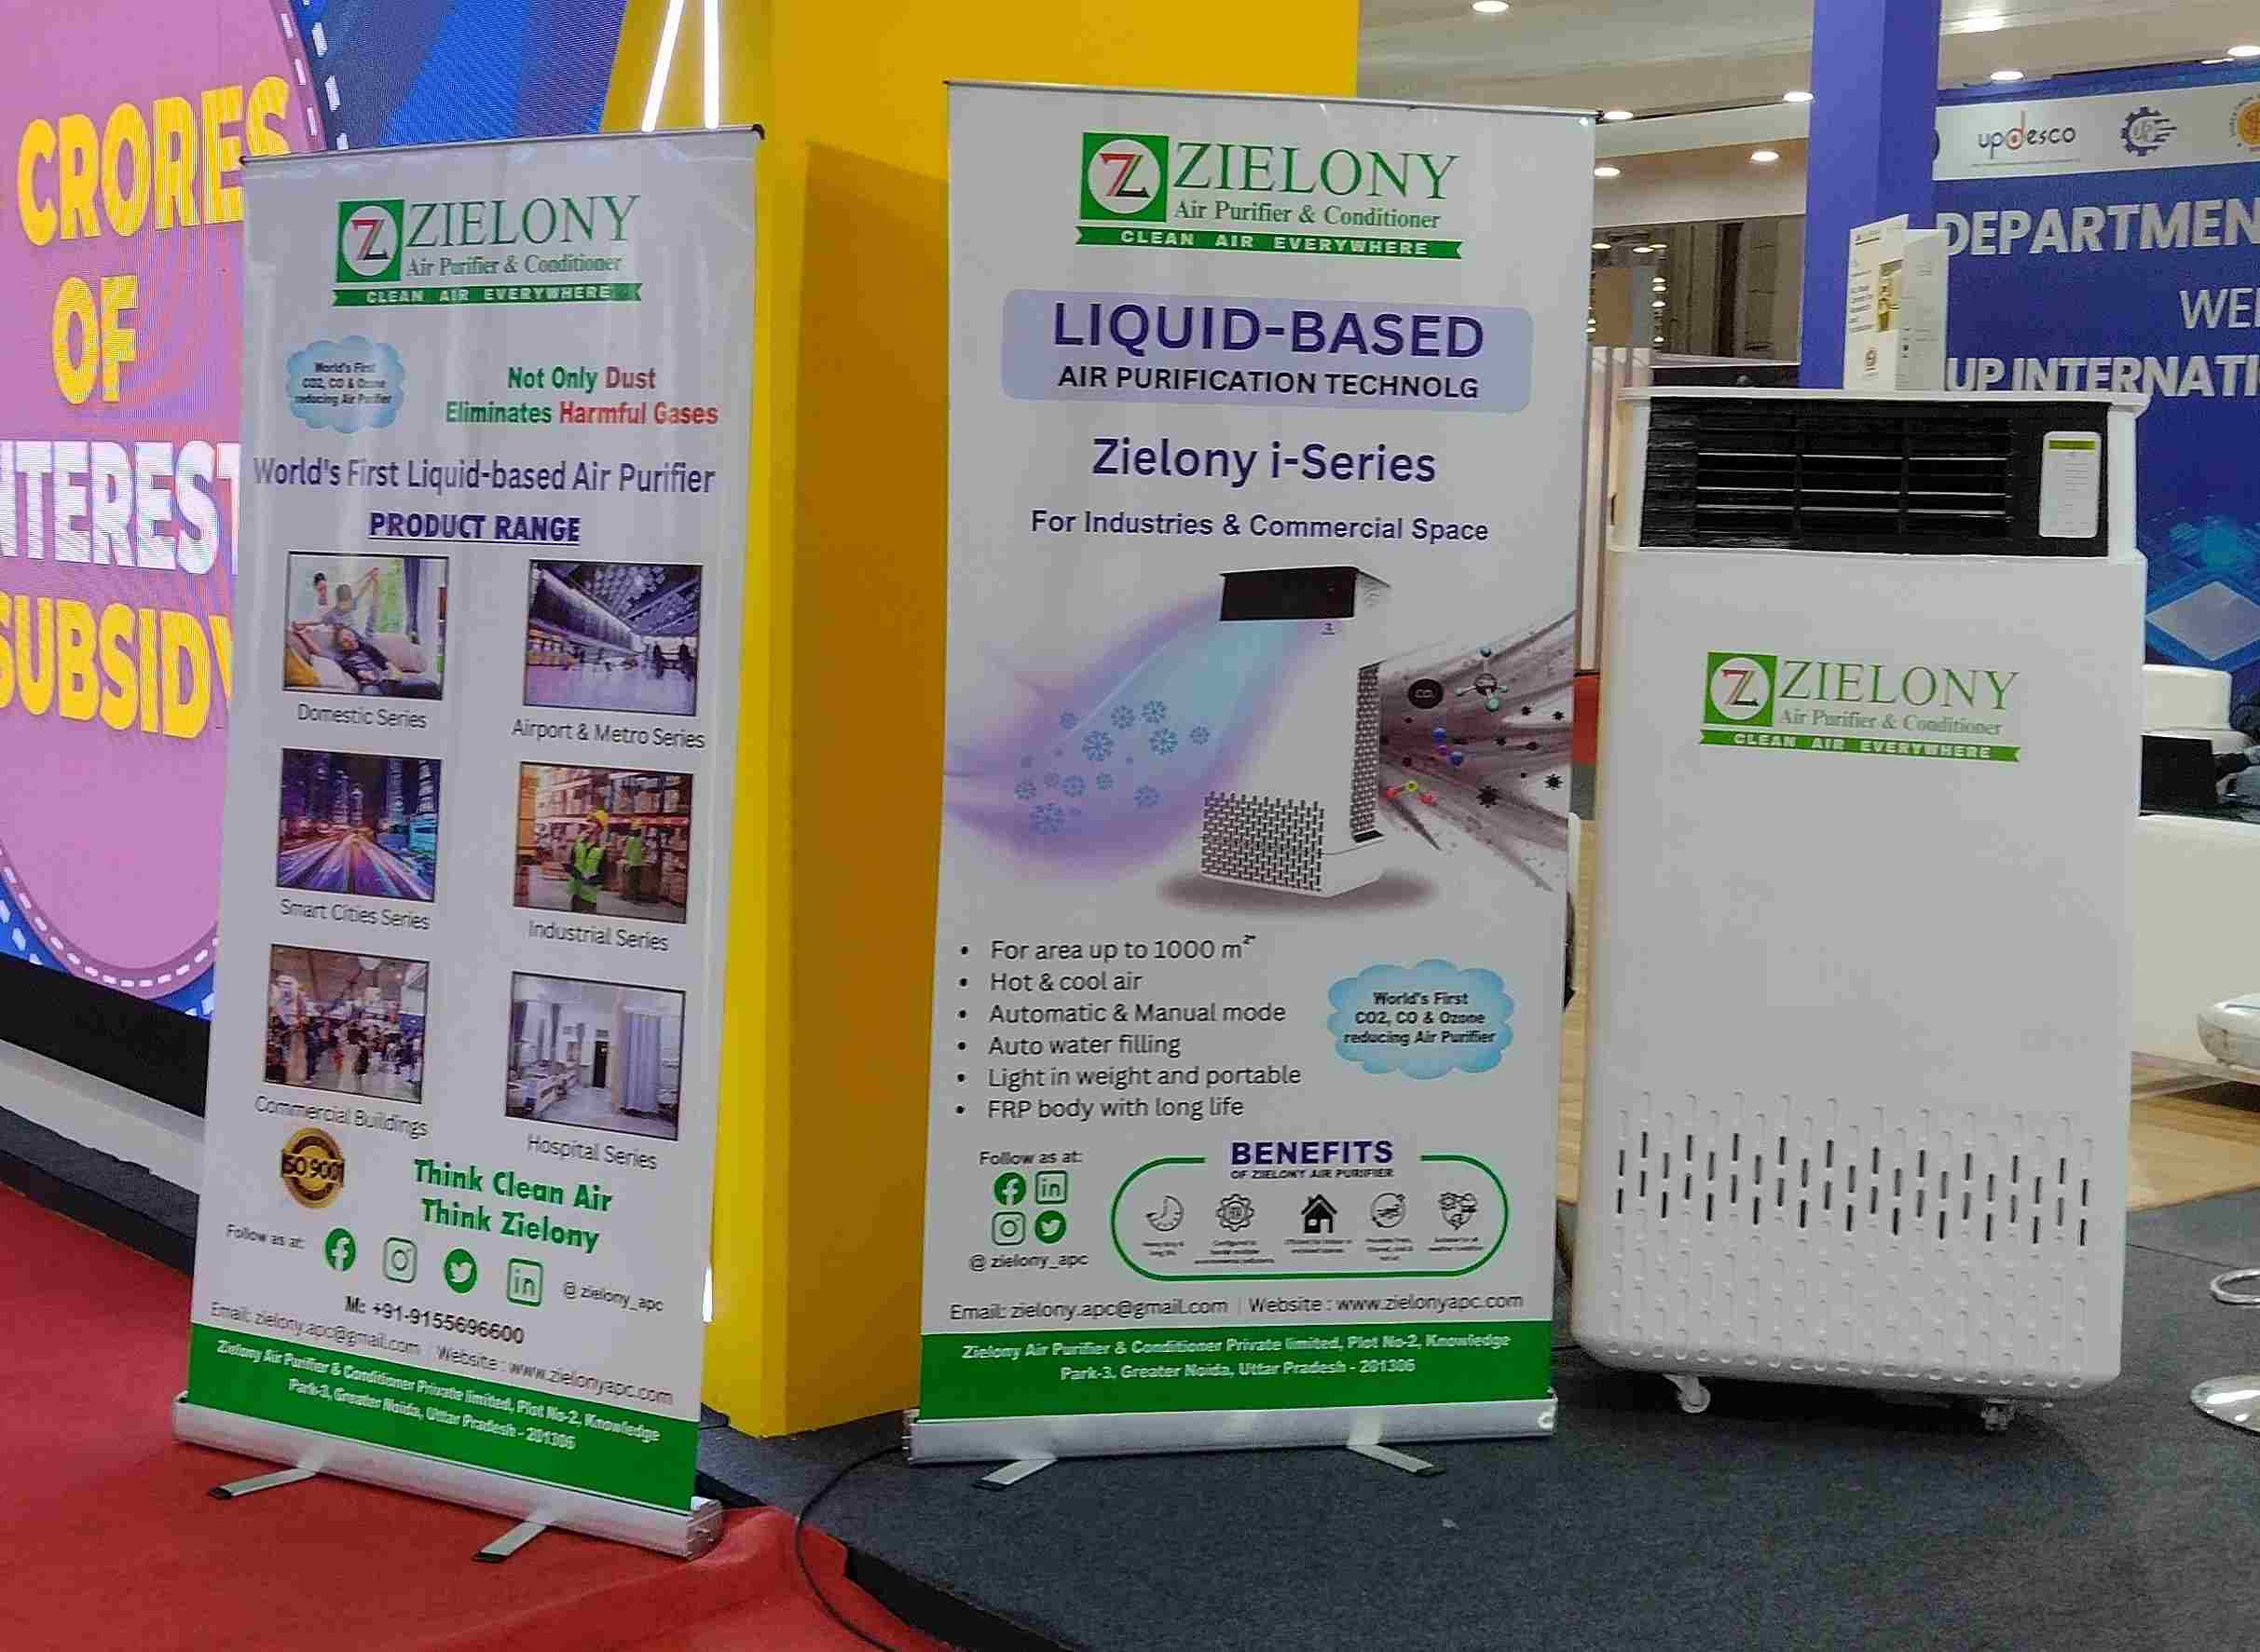 CRORES
OF
INTEREST
SUBSIDY
ZIELONY
Air Purifier & Conditioner
CLEAN AIR EVERYWHERE
World's First
CO2, CO & Ozone
reducing Air Purifier
Not Only Dust
Eliminates Harmful Gases
World's First Liquid-based Air Purifier
PRODUCT RANGE
Domestic Series
Airport & Metro Series
Smart Cities Series
Industrial Series
Commercial Buildings
Hospital Series
ISO 9001
Think Clean Air
Think Zielony
Follow as at:
@ zielony_apc
M: +91-9155696600
Email: zielony.apc@gmail.com | Website : www.zielonyapc.com
Zielony Air Purifier & Conditioner Private limited, Plot No-2, Knowledge
Park-3, Greater Noida, Uttar Pradesh - 201306
ZIELONY
Air Purifier & Conditioner
CLEAN AIR EVERYWHERE
LIQUID-BASED
AIR PURIFICATION TECHNOLG
Zielony i-Series
For Industries & Commercial Space
• For area up to 1000 m²"
• Hot & cool air
• Automatic & Manual mode
• Auto water filling
• Light in weight and portable
• FRP body with long life
World's First
CO2, CO & Ozone
reducing Air Purifier
Follow as at:
@ zielony_apc
BENEFITS
OF ZIELONY AIR PURIFIER
Email: zielony.apc@gmail.com | Website : www.zielonyapc.com
Zielony Air Purifier & Conditioner Private limited, Plot No-2, Knowledge
Park-3, Greater Noida, Uttar Pradesh - 201306
ZIELONY
Air Purifier & Conditioner
CLEAN AIR EVERYWHERE
updesco
DEPARTMEN
WEL
UP INTERNATI